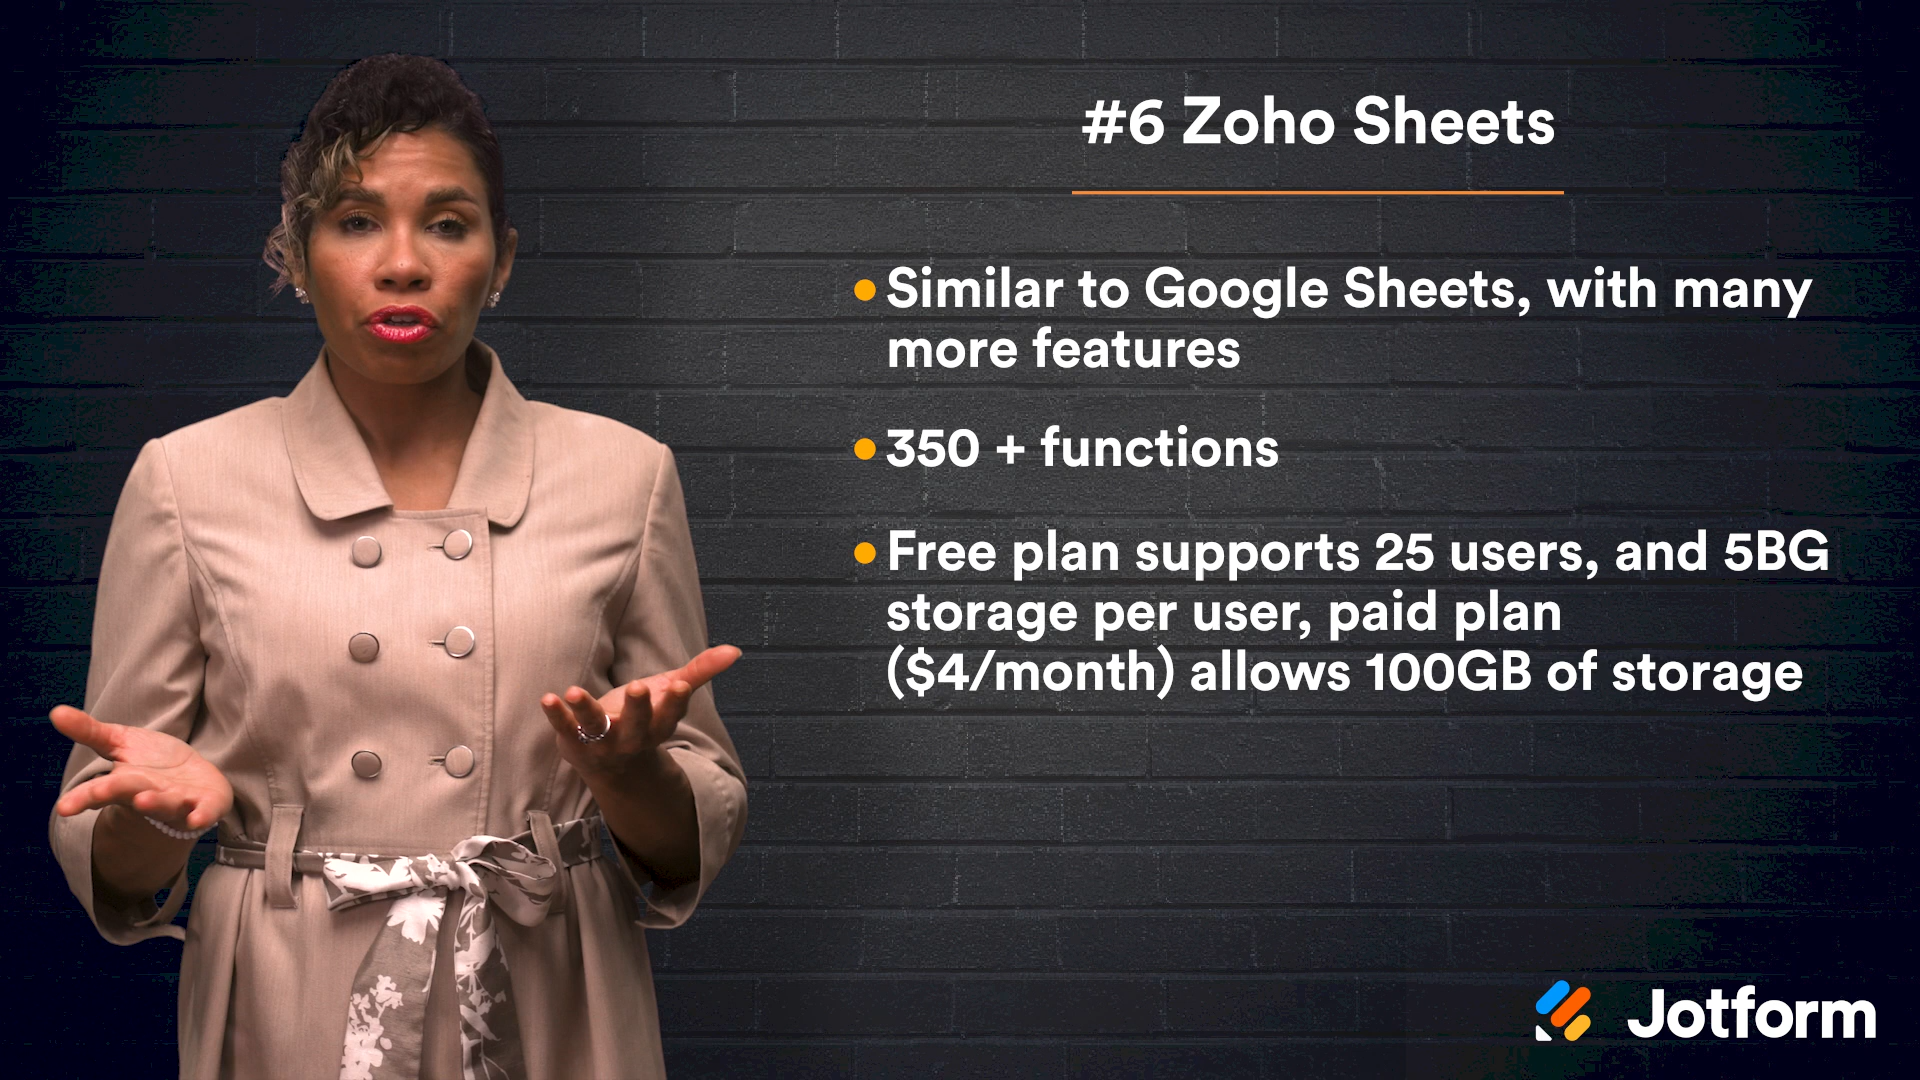 #6 Zoho Sheets
• Similar to Google Sheets, with many
more features
• 350 + functions
• Free plan supports 25 users, and 5BG
storage per user, paid plan
($4/month) allows 100GB of storage
Jotform